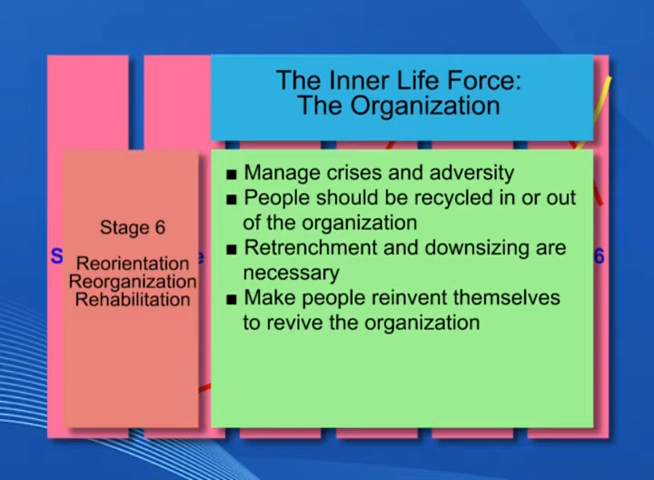 The Inner Life Force:
The Organization
Stage 6
Reorientation
Reorganization
Rehabilitation
■ Manage crises and adversity
■ People should be recycled in or out
of the organization
■ Retrenchment and downsizing are
necessary
■ Make people reinvent themselves
to revive the organization
S
e
6